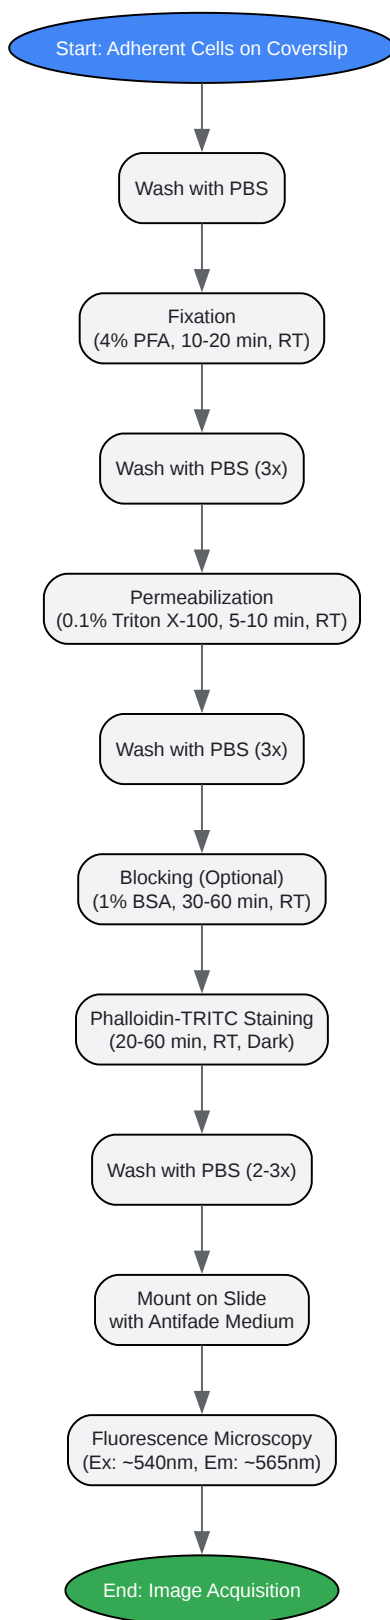 Start: Adherent Cells on Coverslip
Wash with PBS
Fixation
(4% PFA, 10-20 min, RT)
Wash with PBS (3x)
Permeabilization
(0.1% Triton X-100, 5-10 min, RT)
Wash with PBS (3x)
Blocking (Optional)
(1% BSA, 30-60 min, RT)
Phalloidin-TRITC Staining
(20-60 min, RT, Dark)
Wash with PBS (2-3x)
Mount on Slide
with Antifade Medium
Fluorescence Microscopy
(Ex: ~540nm, Em: ~565nm)
End: Image Acquisition